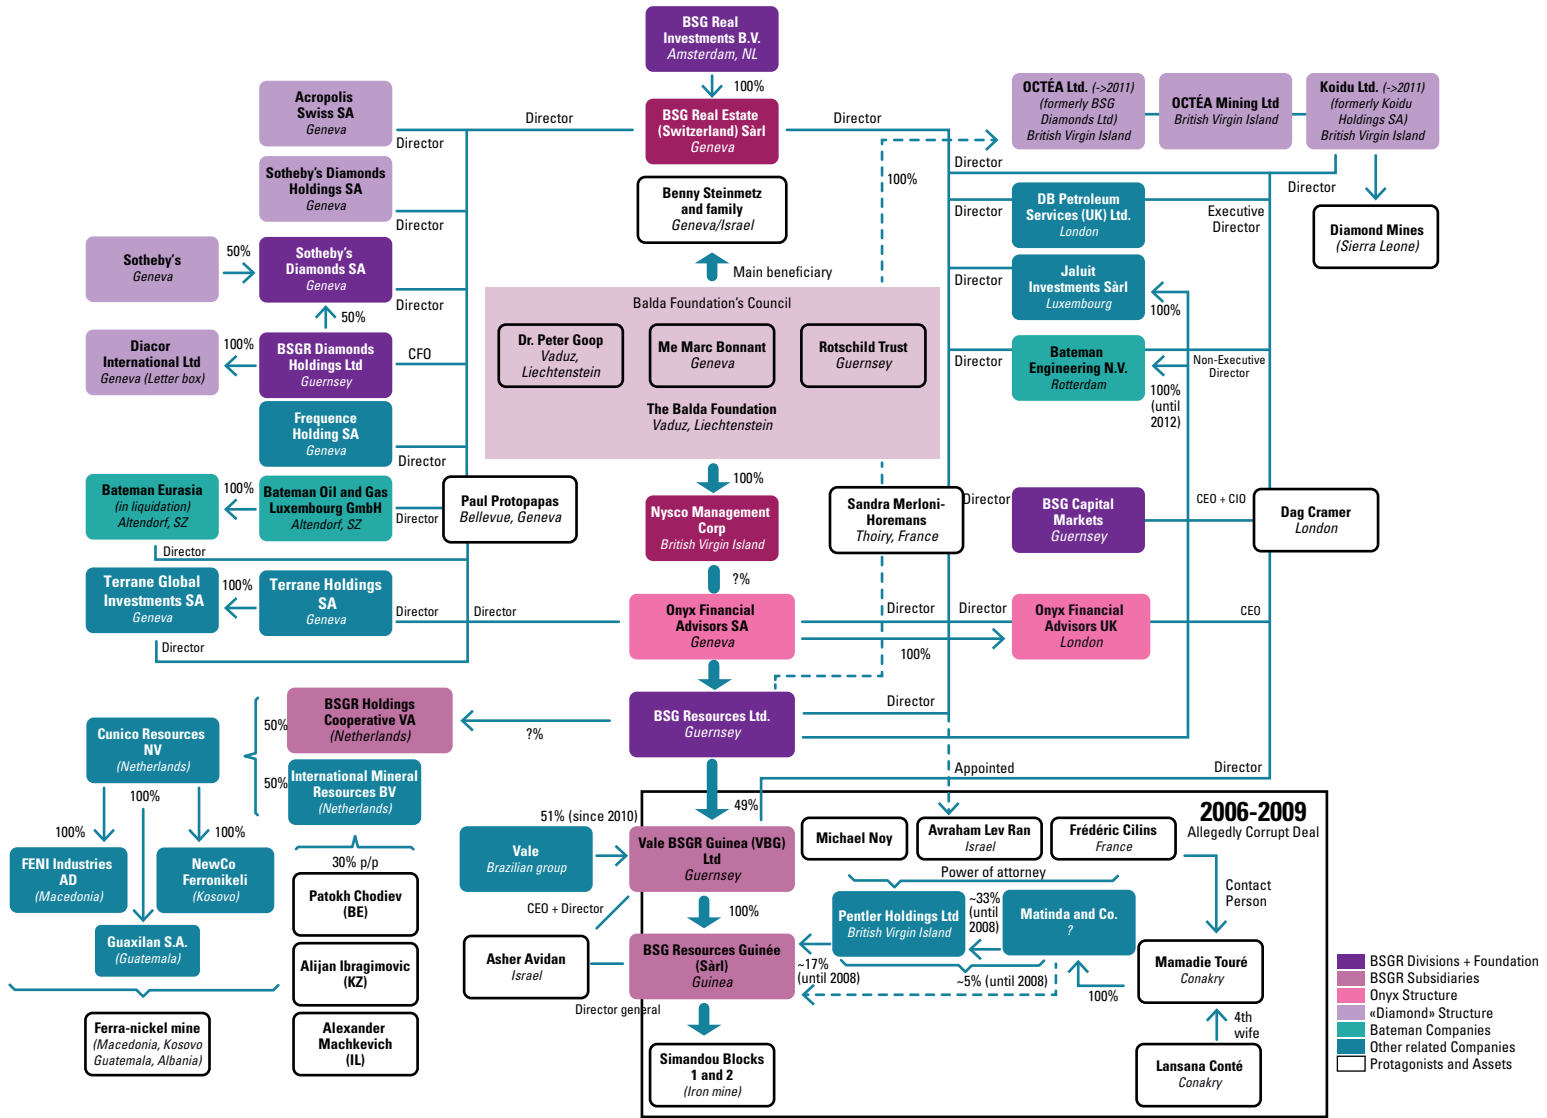 BSG Real
Investments B.V.
Amsterdam, NL
100%
BSG Real Estate
(Switzerland) Sàrl
Geneva
Director
Director
Benny Steinmetz
and family
Geneva/Israel
Main beneficiary
Balda Foundation's Council
Dr. Peter Goop
Vaduz,
Liechtenstein
Me Marc Bonnant
Geneva
Rotschild Trust
Guernsey
The Balda Foundation
Vaduz, Liechtenstein
100%
Nysco Management
Corp
British Virgin Island
?%
Onyx Financial
Advisors SA
Geneva
BSG Resources Ltd.
Guernsey
Acropolis
Swiss SA
Geneva
Director
Sotheby's Diamonds
Holdings SA
Geneva
Director
Sotheby's
Geneva
50%
Sotheby's
Diamonds SA
Geneva
Director
50%
Diacor
International Ltd
Geneva (Letter box)
100%
BSGR Diamonds
Holdings Ltd
Guernsey
CFO
Frequence
Holding SA
Geneva
Director
Bateman Eurasia
(in liquidation)
Altendorf, SZ
100%
Bateman Oil and Gas
Luxembourg GmbH
Altendorf, SZ
Director
Paul Protopapas
Bellevue, Geneva
Director
Terrane Global
Investments SA
Geneva
100%
Terrane Holdings
SA
Geneva
Director
Director
Director
OCTÉA Ltd. (->2011)
(formerly BSG
Diamonds Ltd)
British Virgin Island
OCTÉA Mining Ltd
British Virgin Island
Koidu Ltd. (->2011)
(formerly Koidu
Holdings SA)
British Virgin Island
100%
Director
Director
Diamond Mines
(Sierra Leone)
Director
DB Petroleum
Services (UK) Ltd.
London
Executive
Director
Director
Jaluit
Investments Sàrl
Luxembourg
100%
Director
Bateman
Engineering N.V.
Rotterdam
Non-Executive
Director
100%
(until
2012)
Sandra Merloni-
Horemans
Thoiry, France
Director
BSG Capital
Markets
Guernsey
CEO + CIO
Dag Cramer
London
Director
Director
Onyx Financial
Advisors UK
London
CEO
100%
Director
?%
BSGR Holdings
Cooperative VA
(Netherlands)
50%
50%
International Mineral
Resources BV
(Netherlands)
30% p/p
Patokh Chodiev
(BE)
Alijan Ibragimovic
(KZ)
Alexander
Machkevich
(IL)
Cunico Resources
NV
(Netherlands)
100%
100%
100%
FENI Industries
AD
(Macedonia)
NewCo
Ferronikeli
(Kosovo)
Guaxilan S.A.
(Guatemala)
Ferra-nickel mine
(Macedonia, Kosovo
Guatemala, Albania)
Appointed
Director
49%
2006-2009
Allegedly Corrupt Deal
51% (since 2010)
Vale
Brazilian group
Vale BSGR Guinea (VBG)
Ltd
Guernsey
Michael Noy
Avraham Lev Ran
Israel
Frédéric Cilins
France
Power of attorney
Contact
Person
CEO + Director
100%
Asher Avidan
Israel
Director general
BSG Resources Guinée
(Sàrl)
Guinea
Pentler Holdings Ltd
British Virgin Island
~33%
(until
2008)
Matinda and Co.
?
~17%
(until 2008)
~5% (until 2008)
100%
Mamadie Touré
Conakry
4th
wife
Lansana Conté
Conakry
Simandou Blocks
1 and 2
(Iron mine)
BSGR Divisions + Foundation
BSGR Subsidiaries
Onyx Structure
«Diamond» Structure
Bateman Companies
Other related Companies
Protagonists and Assets